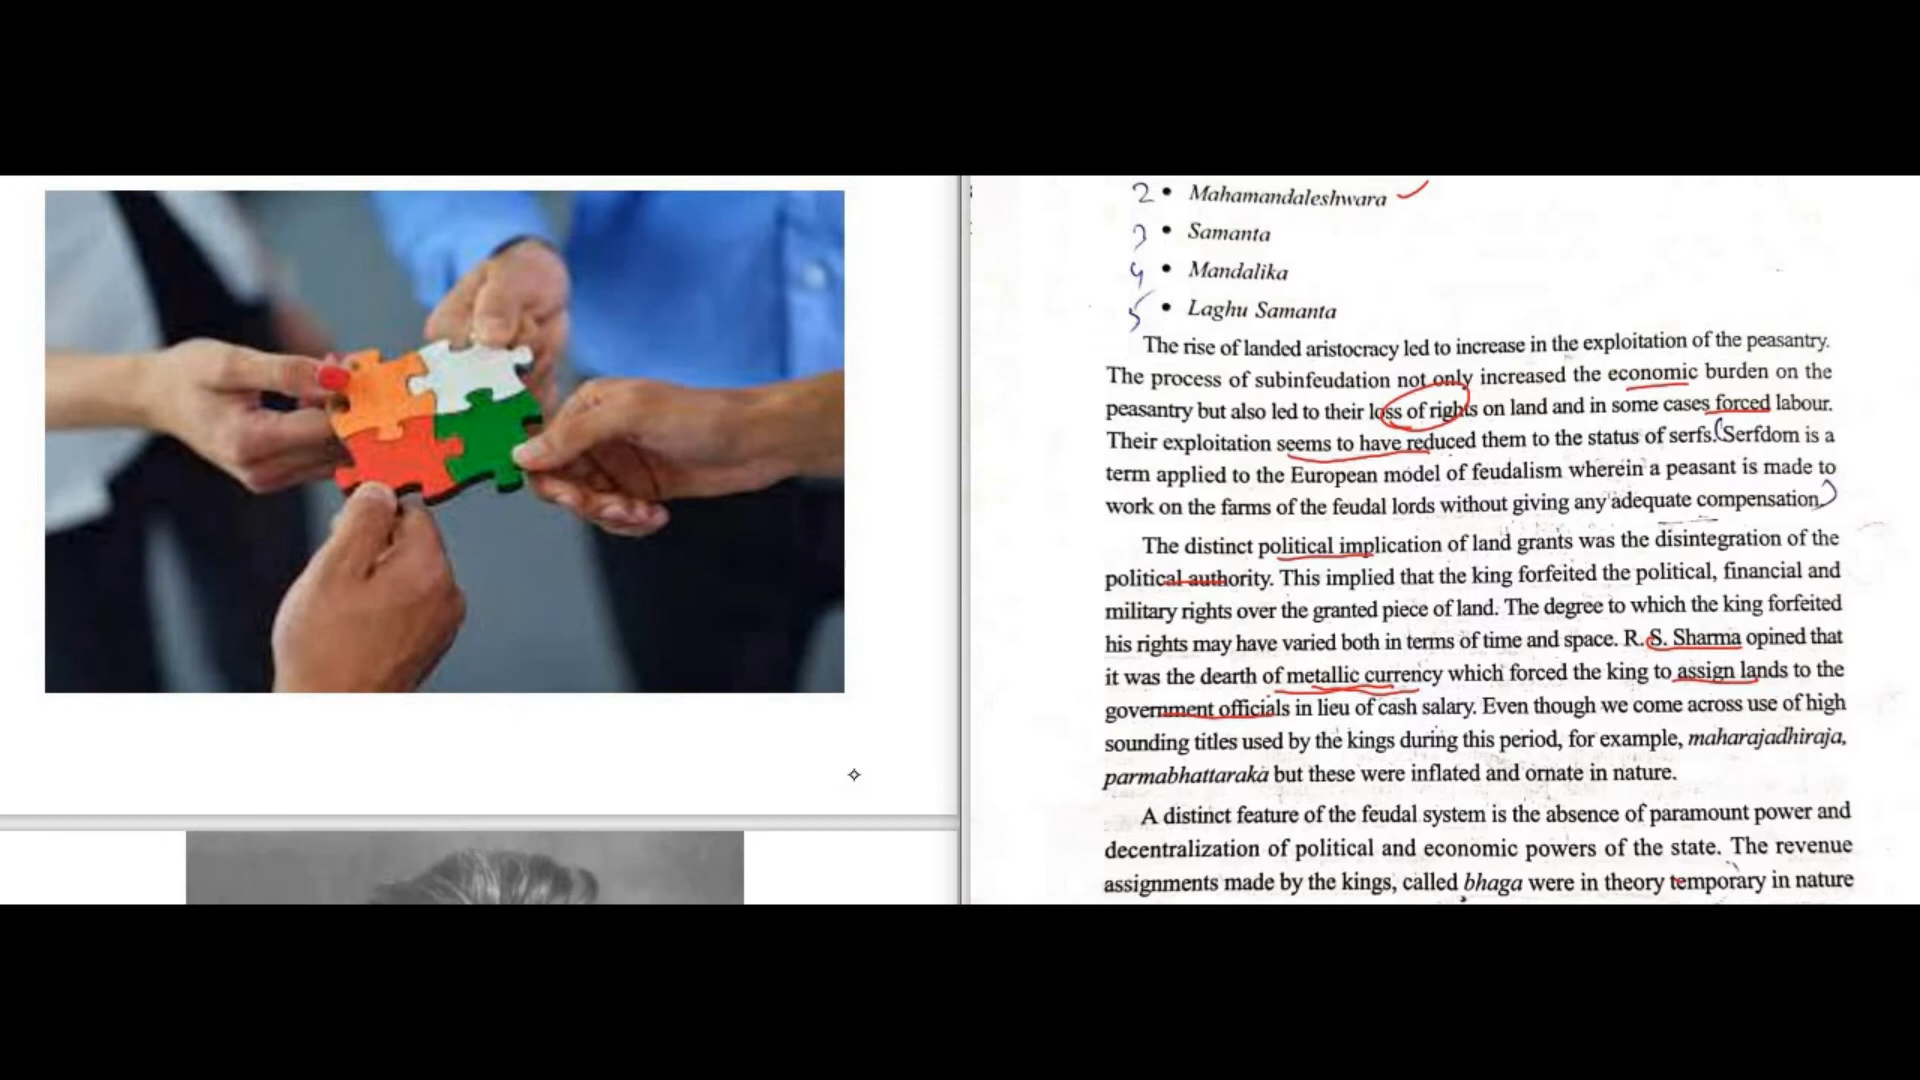 2 • Mahamandaleshwara
3 • Samanta
4 • Mandalika
5 • Laghu Samanta
The rise of landed aristocracy led to increase in the exploitation of the peasantry.
The process of subinfeudation not only increased the economic burden on the
peasantry but also led to their loss of rights on land and in some cases forced labour.
Their exploitation seems to have reduced them to the status of serfs. (Serfdom is a
term applied to the European model of feudalism wherein a peasant is made to
work on the farms of the feudal lords without giving any adequate compensation)
The distinct political implication of land grants was the disintegration of the
political authority. This implied that the king forfeited the political, financial and
military rights over the granted piece of land. The degree to which the king forfeited
his rights may have varied both in terms of time and space. R. S. Sharma opined that
it was the dearth of metallic currency which forced the king to assign lands to the
government officials in lieu of cash salary. Even though we come across use of high
sounding titles used by the kings during this period, for example, maharajadhiraja,
parmabhattaraka but these were inflated and ornate in nature.
A distinct feature of the feudal system is the absence of paramount power and
decentralization of political and economic powers of the state. The revenue
assignments made by the kings, called bhaga were in theory temporary in nature